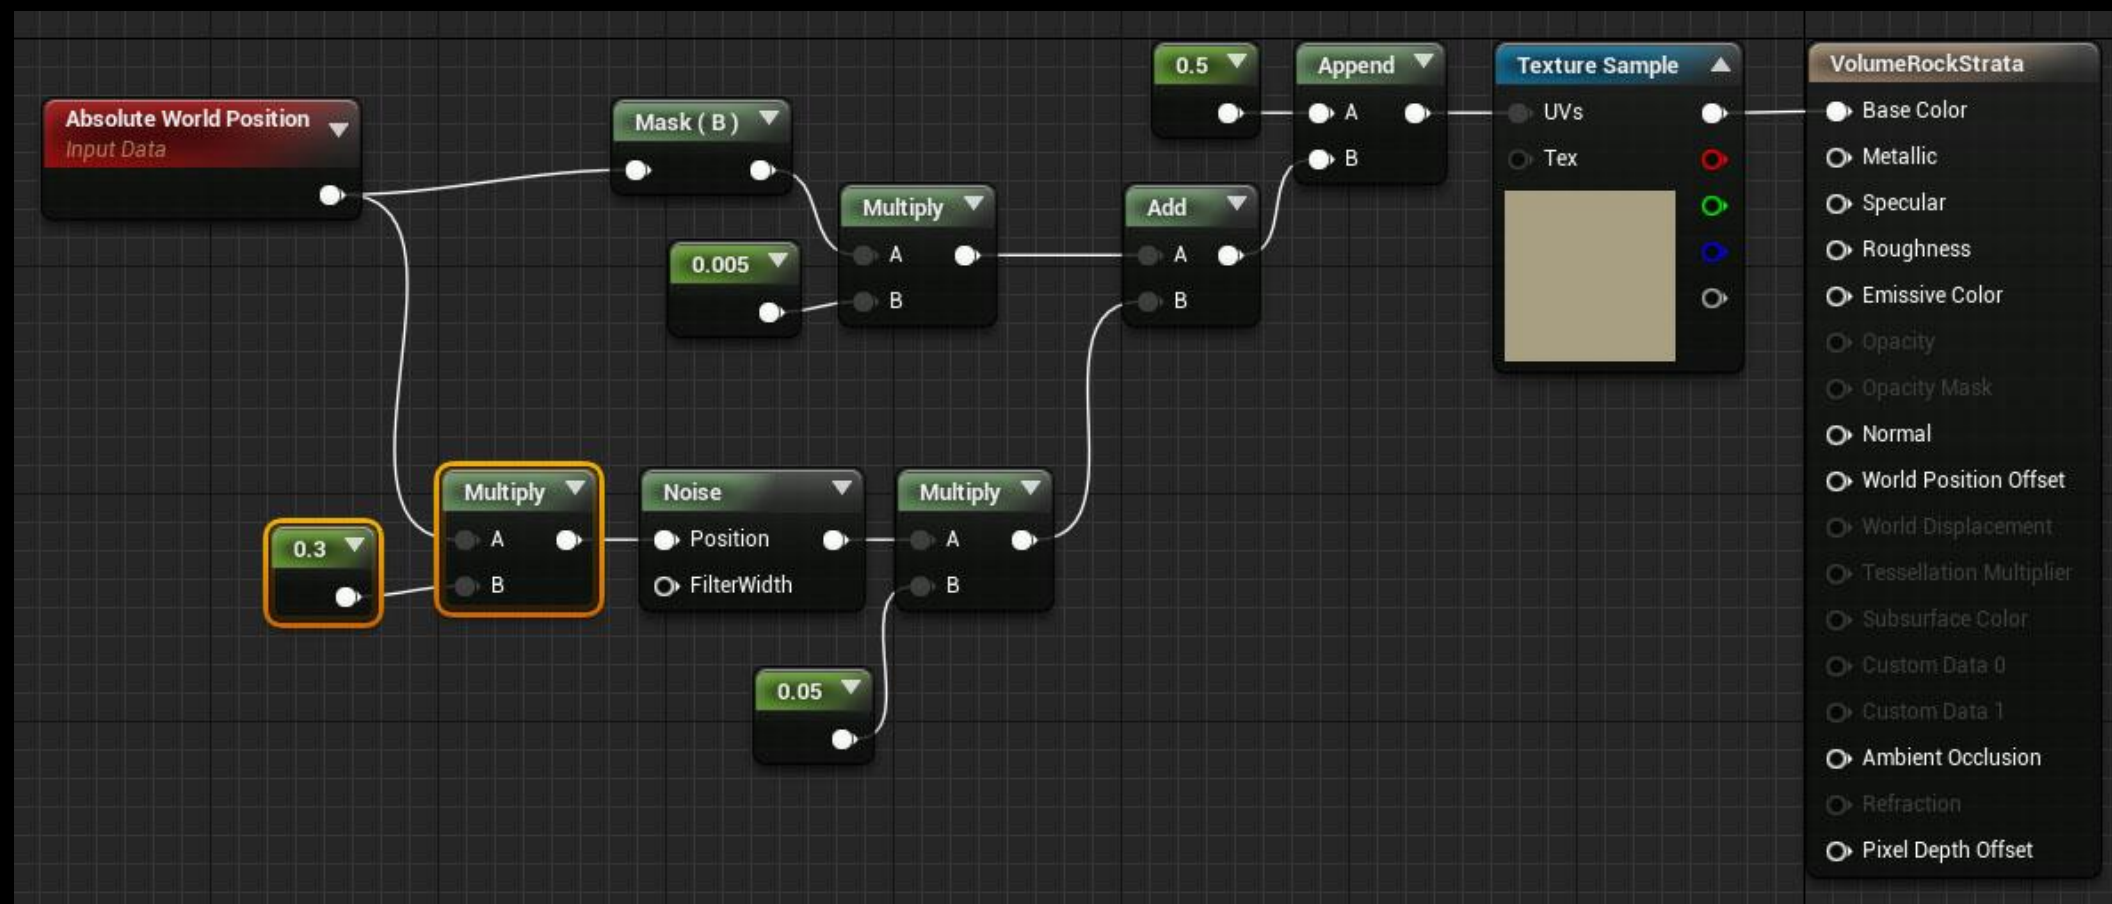 Absolute World Position
Input Data
Mask ( B )
0.005
Multiply
A
B
0.3
Multiply
A
B
Noise
Position
FilterWidth
Multiply
A
B
0.05
Add
A
B
0.5
Append
A
B
Texture Sample
UVs
Tex
VolumeRockStrata
Base Color
Metallic
Specular
Roughness
Emissive Color
Opacity
Opacity Mask
Normal
World Position Offset
World Displacement
Tessellation Multiplier
Subsurface Color
Custom Data 0
Custom Data 1
Ambient Occlusion
Refraction
Pixel Depth Offset